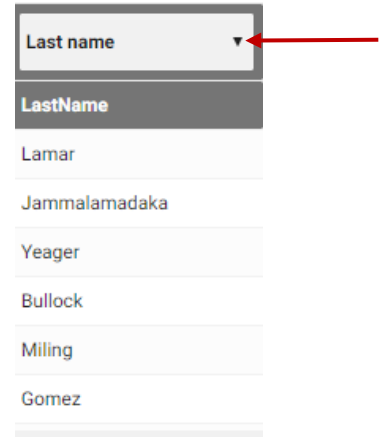 Last name ▼
LastName
Lamar
Jammalamadaka
Yeager
Bullock
Miling
Gomez